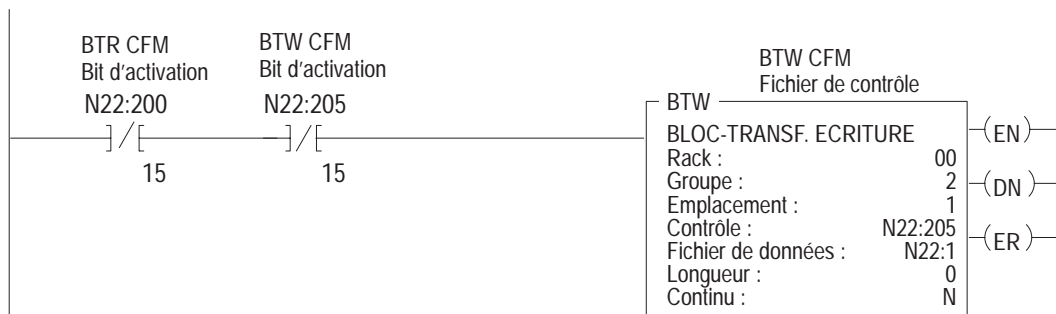 BTR CFM
Bit d'activation
N22:200
15
BTW CFM
Bit d'activation
N22:205
15
BTW CFM
Fichier de contrôle
BTW
BLOC-TRANSF. ECRITURE
Rack : 00
Groupe : 2
Emplacement : 1
Contrôle : N22:205
Fichier de données : N22:1
Longueur : 0
Continu : N
EN
DN
ER